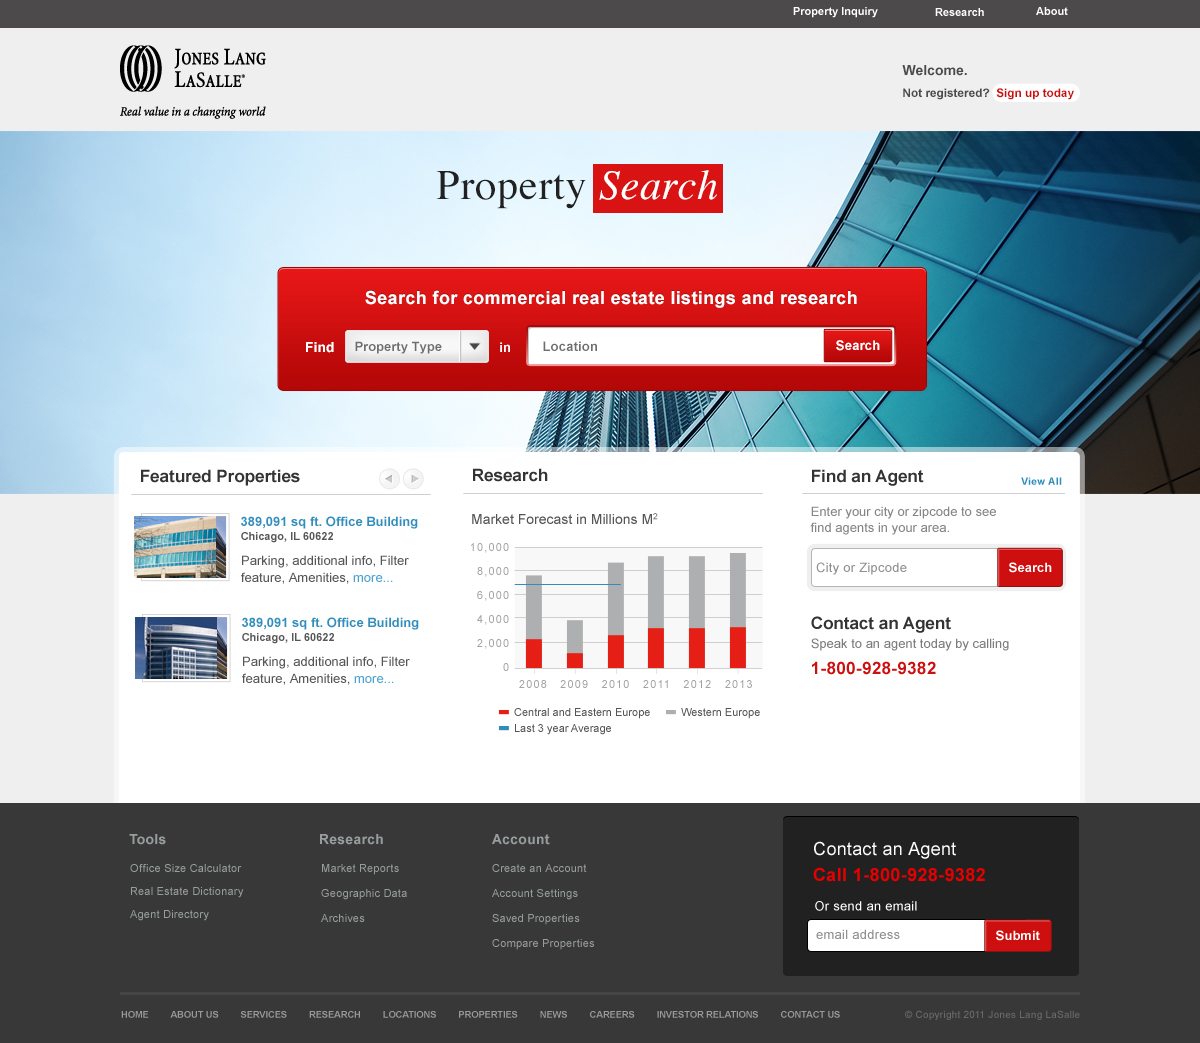 Property Inquiry
Research
About
JONES LANG
LASALLE®
Real value in a changing world
Welcome.
Not registered? Sign up today
Property Search
Search for commercial real estate listings and research
Find
Property Type
in
Location
Search
Featured Properties
389,091 sq ft. Office Building
Chicago, IL 60622
Parking, additional info, Filter
feature, Amenities, more...
389,091 sq ft. Office Building
Chicago, IL 60622
Parking, additional info, Filter
feature, Amenities, more...
Research
Market Forecast in Millions M²
10,000
8,000
6,000
4,000
2,000
0
2008 2009 2010 2011 2012 2013
Central and Eastern Europe
Western Europe
Last 3 year Average
Find an Agent
View All
Enter your city or zipcode to see
find agents in your area.
City or Zipcode
Search
Contact an Agent
Speak to an agent today by calling
1-800-928-9382
Tools
Office Size Calculator
Real Estate Dictionary
Agent Directory
Research
Market Reports
Geographic Data
Archives
Account
Create an Account
Account Settings
Saved Properties
Compare Properties
Contact an Agent
Call 1-800-928-9382
Or send an email
email address
Submit
HOME ABOUT US SERVICES RESEARCH LOCATIONS PROPERTIES NEWS CAREERS INVESTOR RELATIONS CONTACT US
© Copyright 2011 Jones Lang LaSalle